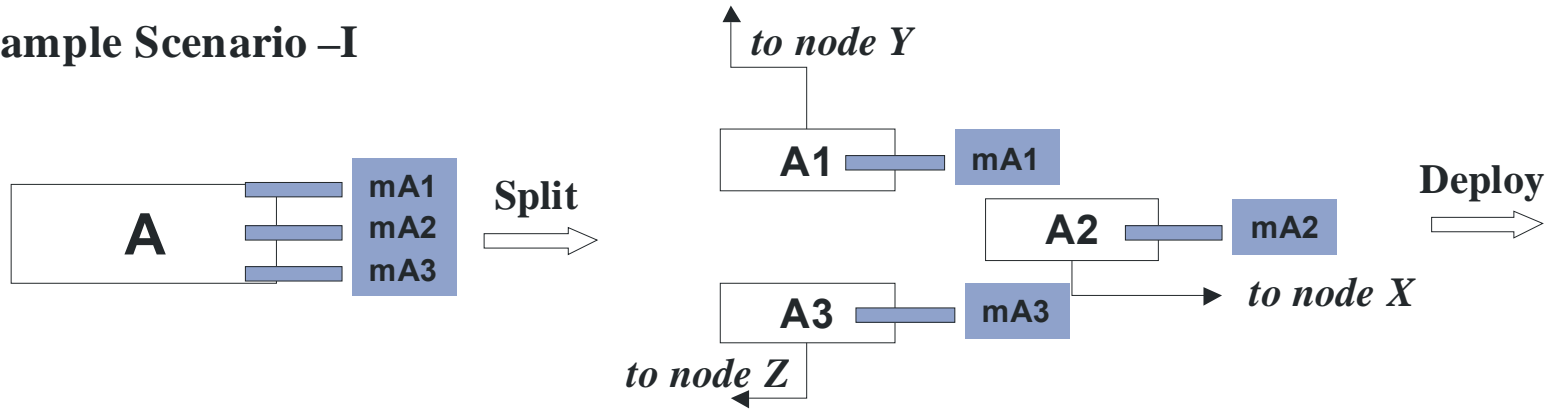 ample Scenario –I
A
mA1
mA2
mA3
Split
to node Y
A1
mA1
A2
mA2
to node X
A3
mA3
to node Z
Deploy